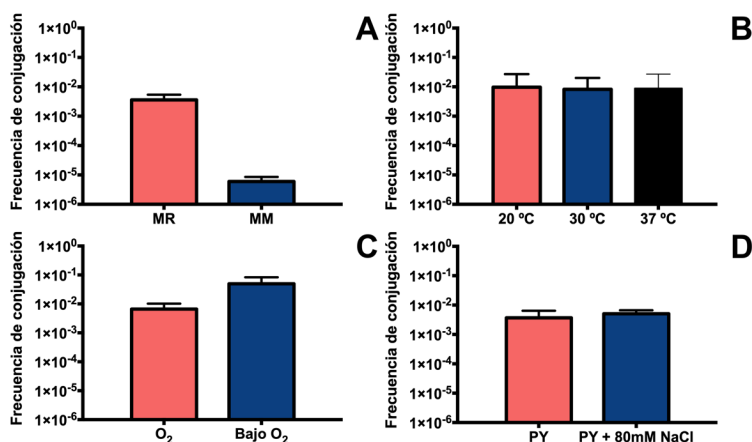 A
Frecuencia de conjugación
1×10⁰
1×10⁻¹
1×10⁻²
1×10⁻³
1×10⁻⁴
1×10⁻⁵
1×10⁻⁶
MR MM
B
Frecuencia de conjugación
1×10⁰
1×10⁻¹
1×10⁻²
1×10⁻³
1×10⁻⁴
1×10⁻⁵
1×10⁻⁶
20 ºC 30 ºC 37 ºC
C
Frecuencia de conjugación
1×10⁰
1×10⁻¹
1×10⁻²
1×10⁻³
1×10⁻⁴
1×10⁻⁵
1×10⁻⁶
O₂ Bajo O₂
D
Frecuencia de conjugación
1×10⁰
1×10⁻¹
1×10⁻²
1×10⁻³
1×10⁻⁴
1×10⁻⁵
1×10⁻⁶
PY PY + 80mM NaCl